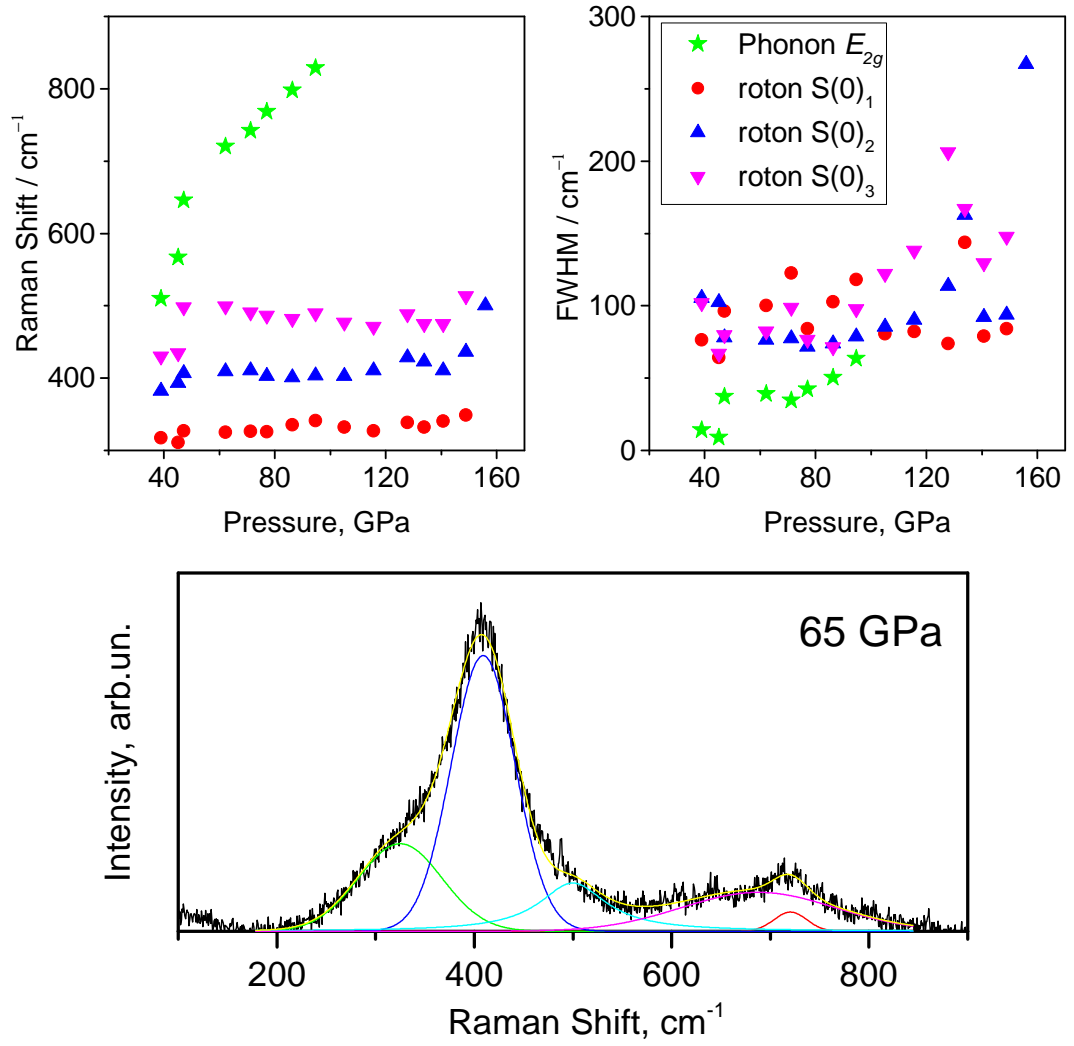 800
600
400
Raman Shift / cm⁻¹
40
80
120
160
Pressure, GPa
300
200
100
0
FWHM / cm⁻¹
Phonon E₂g
roton S(0)₁
roton S(0)₂
roton S(0)₃
40
80
120
160
Pressure, GPa
65 GPa
Intensity, arb.un.
200
400
600
800
Raman Shift, cm⁻¹